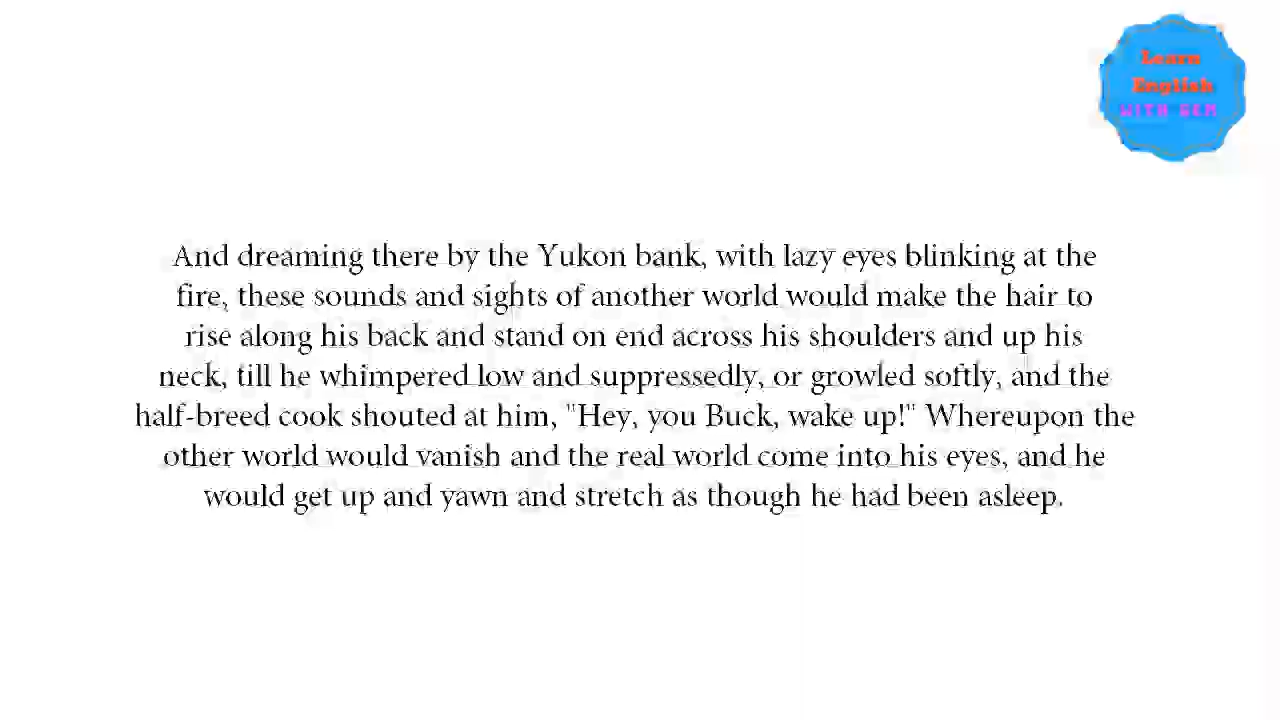 Learn
English
WITH GEM
And dreaming there by the Yukon bank, with lazy eyes blinking at the
fire, these sounds and sights of another world would make the hair to
rise along his back and stand on end across his shoulders and up his
neck, till he whimpered low and suppressedly, or growled softly, and the
half-breed cook shouted at him, "Hey, you Buck, wake up!" Whereupon the
other world would vanish and the real world come into his eyes, and he
would get up and yawn and stretch as though he had been asleep.